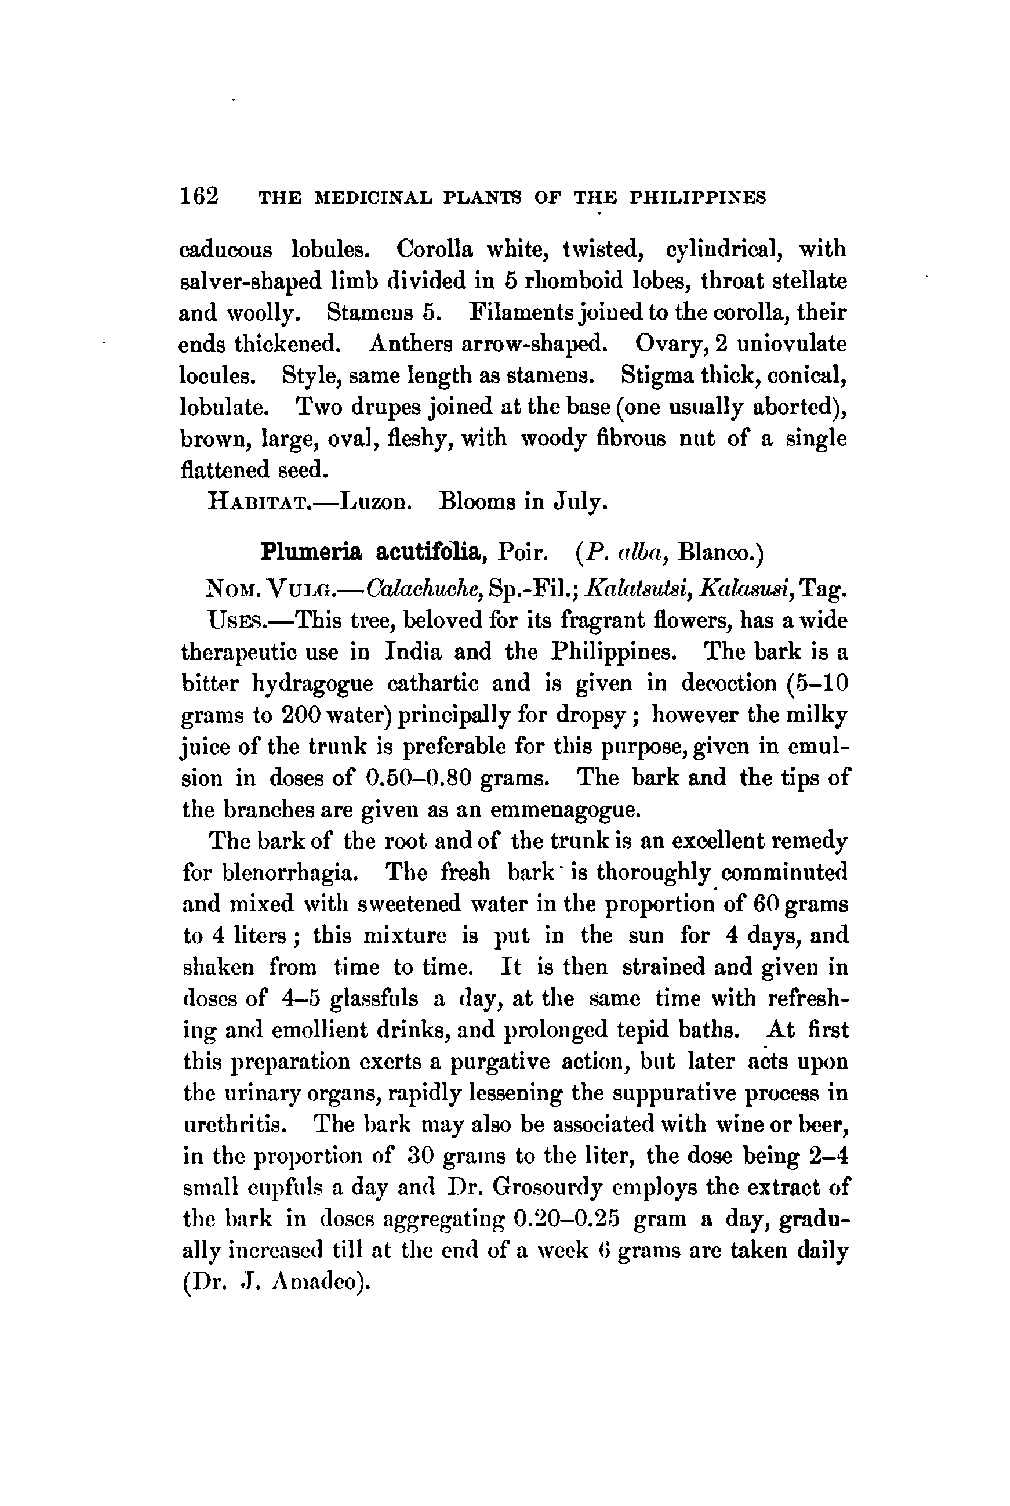 162 THE MEDICINAL PLANTS OF THE PHILIPPINES
caducous lobules. Corolla white, twisted, cylindrical, with
salver-shaped limb divided in 5 rhomboid lobes, throat stellate
and woolly. Stamens 5. Filaments joined to the corolla, their
ends thickened. Anthers arrow-shaped. Ovary, 2 uniovulate
locules. Style, same length as stamens. Stigma thick, conical,
lobulate. Two drupes joined at the base (one usually aborted),
brown, large, oval, fleshy, with woody fibrous nut of a single
flattened seed.
HABITAT.—Luzon. Blooms in July.
Plumeria acutifolia, Poir. (P. alba, Blanco.)
NOM. VULG.—Calachuche, Sp.-Fil.; Kalatsutsi, Kalasusi, Tag.
USES.—This tree, beloved for its fragrant flowers, has a wide
therapeutic use in India and the Philippines. The bark is a
bitter hydragogue cathartic and is given in decoction (5–10
grams to 200 water) principally for dropsy; however the milky
juice of the trunk is preferable for this purpose, given in emul-
sion in doses of 0.50–0.80 grams. The bark and the tips of
the branches are given as an emmenagogue.
The bark of the root and of the trunk is an excellent remedy
for blenorrhagia. The fresh bark is thoroughly comminuted
and mixed with sweetened water in the proportion of 60 grams
to 4 liters; this mixture is put in the sun for 4 days, and
shaken from time to time. It is then strained and given in
doses of 4–5 glassfuls a day, at the same time with refresh-
ing and emollient drinks, and prolonged tepid baths. At first
this preparation exerts a purgative action, but later acts upon
the urinary organs, rapidly lessening the suppurative process in
urethritis. The bark may also be associated with wine or beer,
in the proportion of 30 grams to the liter, the dose being 2–4
small cupfuls a day and Dr. Grosourdy employs the extract of
the bark in doses aggregating 0.20–0.25 gram a day, gradu-
ally increased till at the end of a week 6 grams are taken daily
(Dr. J. Amadeo).